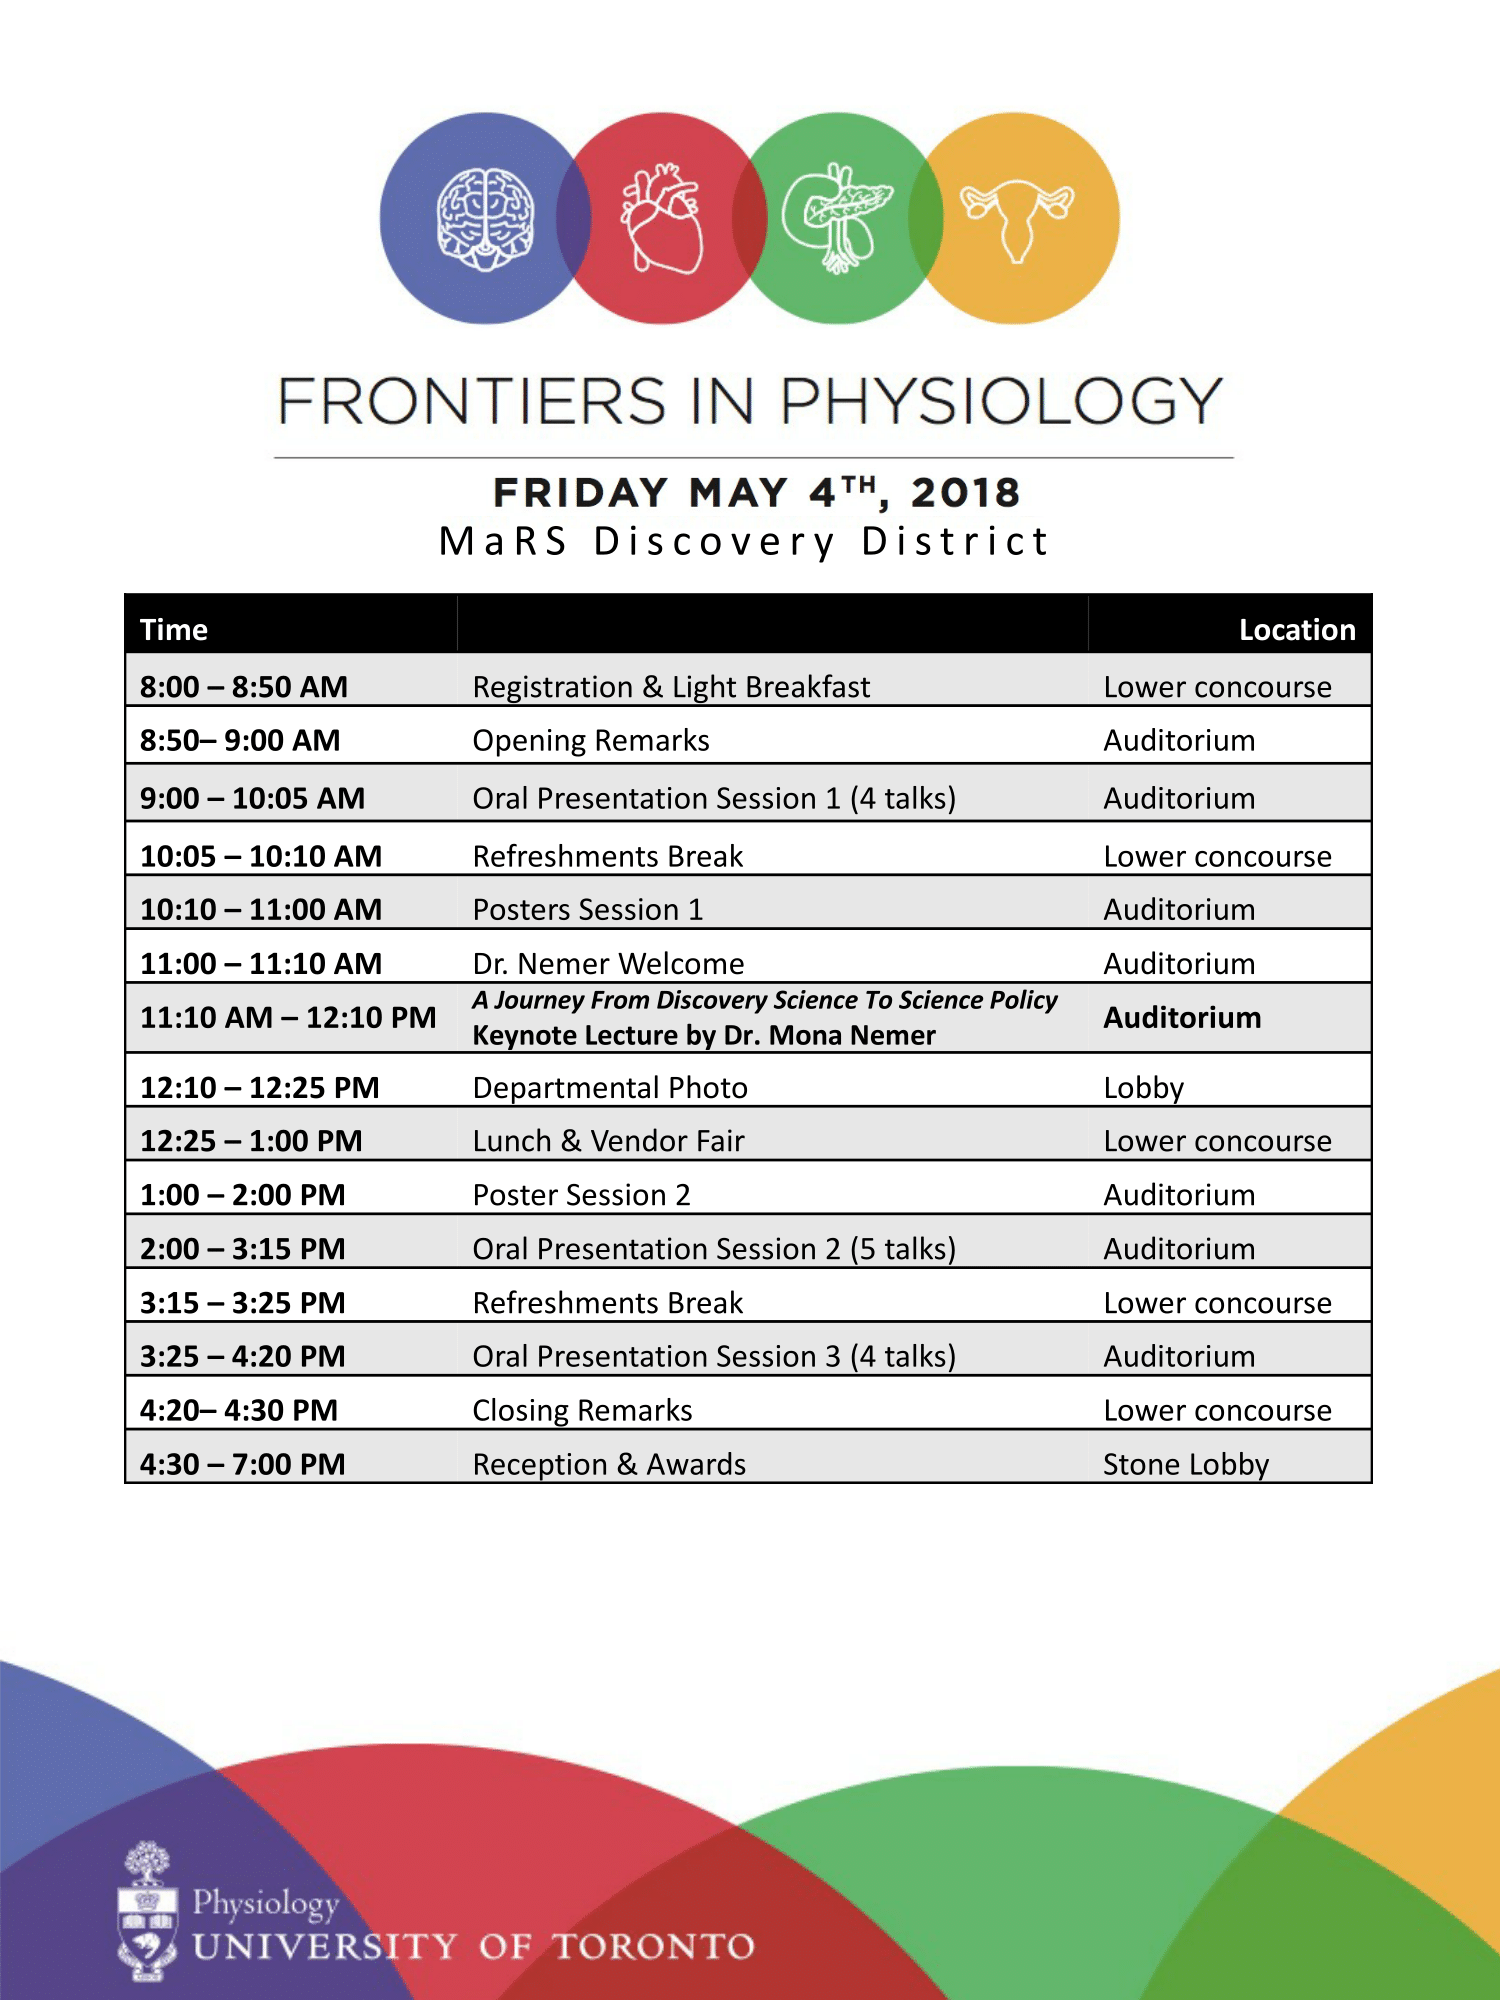 FRONTIERS IN PHYSIOLOGY
FRIDAY MAY 4TH, 2018
MaRS Discovery District
Time Location
8:00 – 8:50 AM Registration & Light Breakfast Lower concourse
8:50– 9:00 AM Opening Remarks Auditorium
9:00 – 10:05 AM Oral Presentation Session 1 (4 talks) Auditorium
10:05 – 10:10 AM Refreshments Break Lower concourse
10:10 – 11:00 AM Posters Session 1 Auditorium
11:00 – 11:10 AM Dr. Nemer Welcome Auditorium
11:10 AM – 12:10 PM A Journey From Discovery Science To Science Policy
Keynote Lecture by Dr. Mona Nemer Auditorium
12:10 – 12:25 PM Departmental Photo Lobby
12:25 – 1:00 PM Lunch & Vendor Fair Lower concourse
1:00 – 2:00 PM Poster Session 2 Auditorium
2:00 – 3:15 PM Oral Presentation Session 2 (5 talks) Auditorium
3:15 – 3:25 PM Refreshments Break Lower concourse
3:25 – 4:20 PM Oral Presentation Session 3 (4 talks) Auditorium
4:20– 4:30 PM Closing Remarks Lower concourse
4:30 – 7:00 PM Reception & Awards Stone Lobby
Physiology
UNIVERSITY OF TORONTO